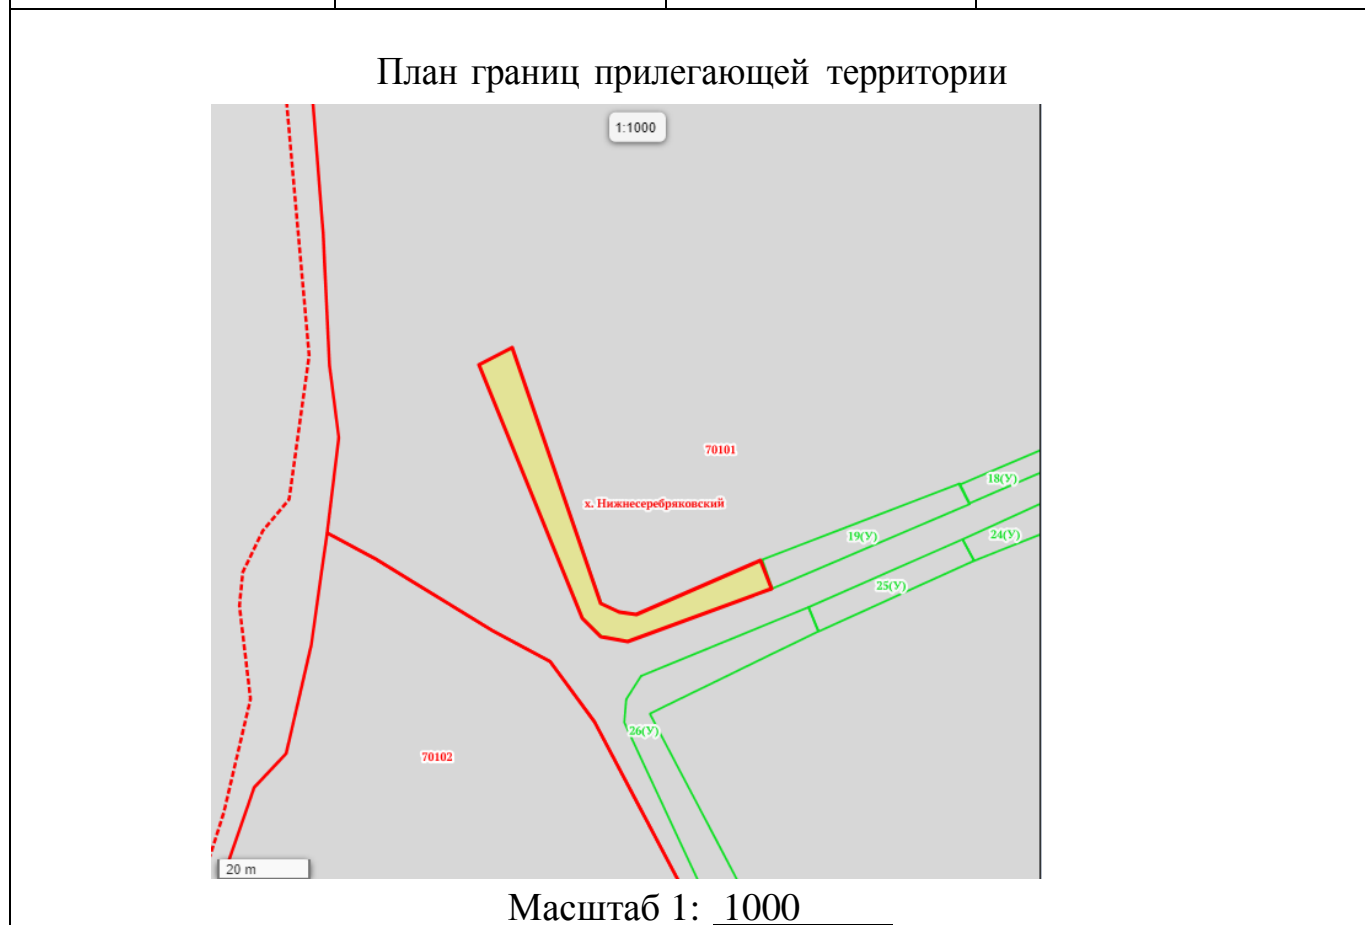 План границ прилегающей территории
1:1000
70101
х. Нижнесеребряковский
18(У)
19(У)
24(У)
25(У)
26(У)
70102
20 m
Масштаб 1: 1000